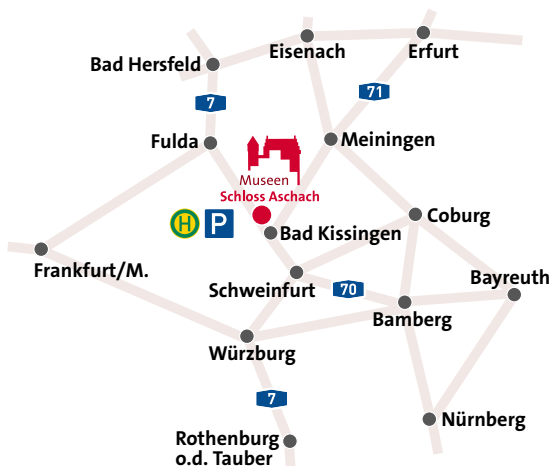 Eisenach
Erfurt
Bad Hersfeld
7
71
Fulda
Meiningen
Museen
Schloss Aschach
H
P
Coburg
Bad Kissingen
Frankfurt/M.
Schweinfurt
70
Bayreuth
Bamberg
Würzburg
7
Nürnberg
Rothenburg
o.d. Tauber